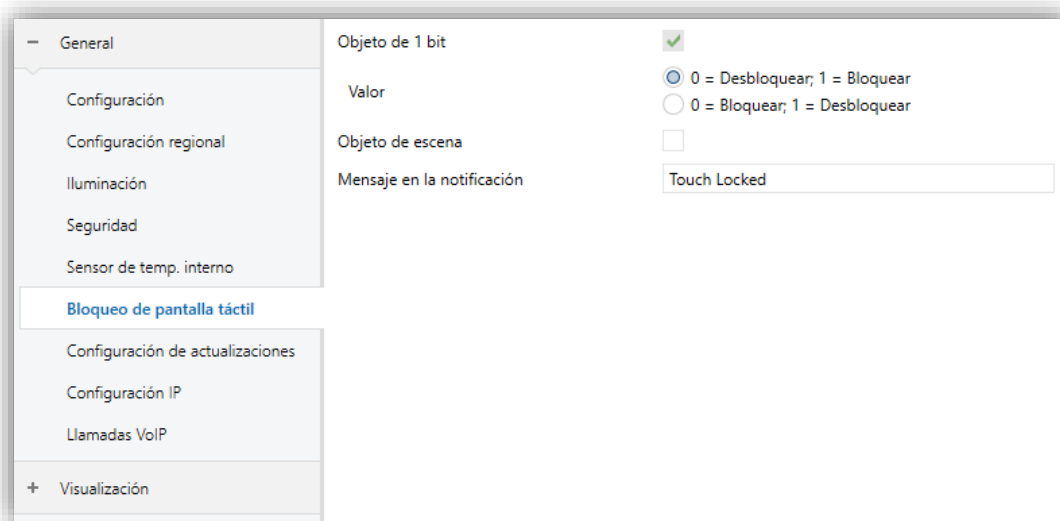 − General
Configuración
Configuración regional
Iluminación
Seguridad
Sensor de temp. interno
Bloqueo de pantalla táctil
Configuración de actualizaciones
Configuración IP
Llamadas VoIP
+ Visualización
Objeto de 1 bit
Valor
0 = Desbloquear; 1 = Bloquear
0 = Bloquear; 1 = Desbloquear
Objeto de escena
Mensaje en la notificación
Touch Locked